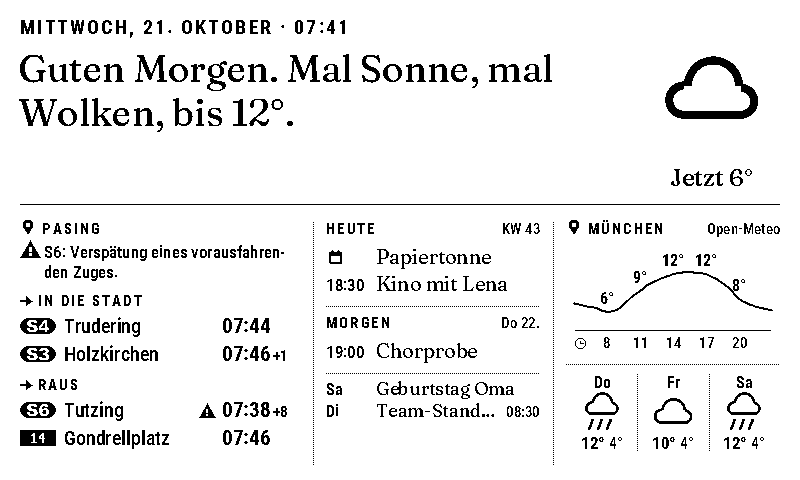 MITTWOCH, 21. OKTOBER · 07:41
Guten Morgen. Mal Sonne, mal
Wolken, bis 12°.
Jetzt 6°
PASING
S6: Verspätung eines vorausfahren-
den Zuges.
→ IN DIE STADT
S4 Trudering 07:44
S3 Holzkirchen 07:46 +1
→ RAUS
S6 Tutzing 07:38 +8
14 Gondrellplatz 07:46
HEUTE KW 43
Papiertonne
18:30 Kino mit Lena
MORGEN Do 22.
19:00 Chorprobe
Sa Geburtstag Oma
Di Team-Stand... 08:30
MÜNCHEN Open-Meteo
6° 9° 12° 12° 8°
8 11 14 17 20
Do Fr Sa
12° 4° 10° 4° 12° 4°